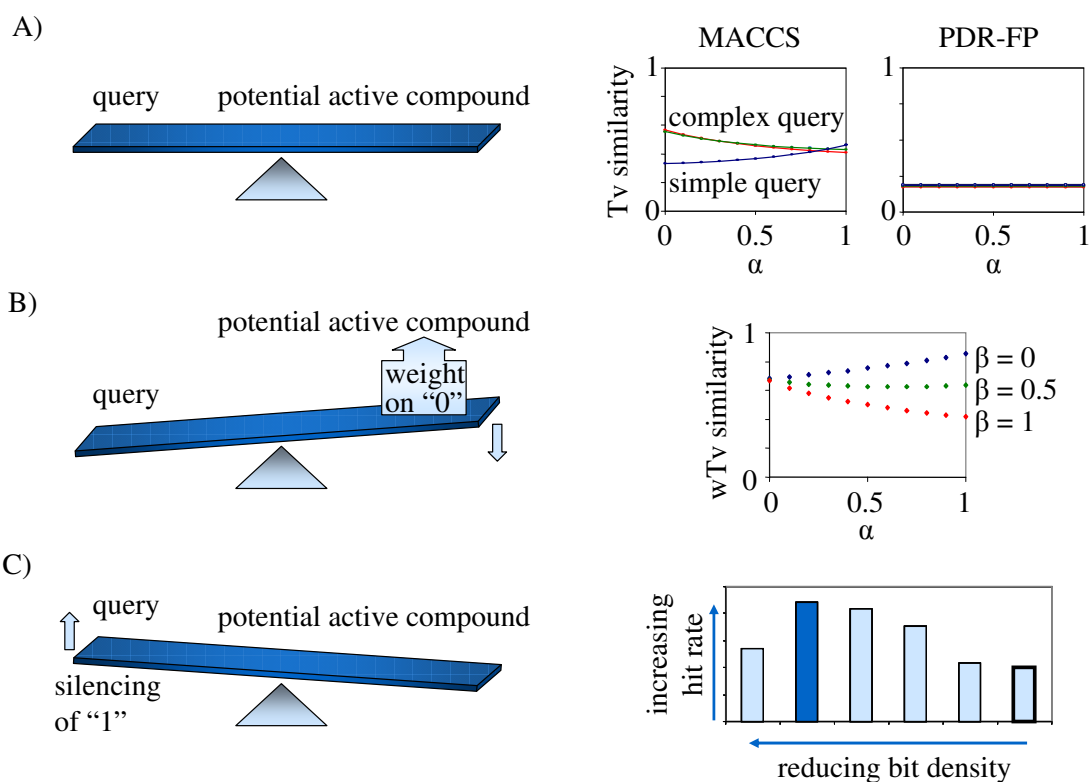 A)
query
potential active compound
MACCS
PDR-FP
Tv similarity
1
0
complex query
simple query
0
0.5
1
α
1
0
0
0.5
1
α
B)
potential active compound
query
weight
on “0”
wTv similarity
1
0
β = 0
β = 0.5
β = 1
0
0.5
1
α
C)
query
potential active compound
silencing
of “1”
increasing
hit rate
reducing bit density